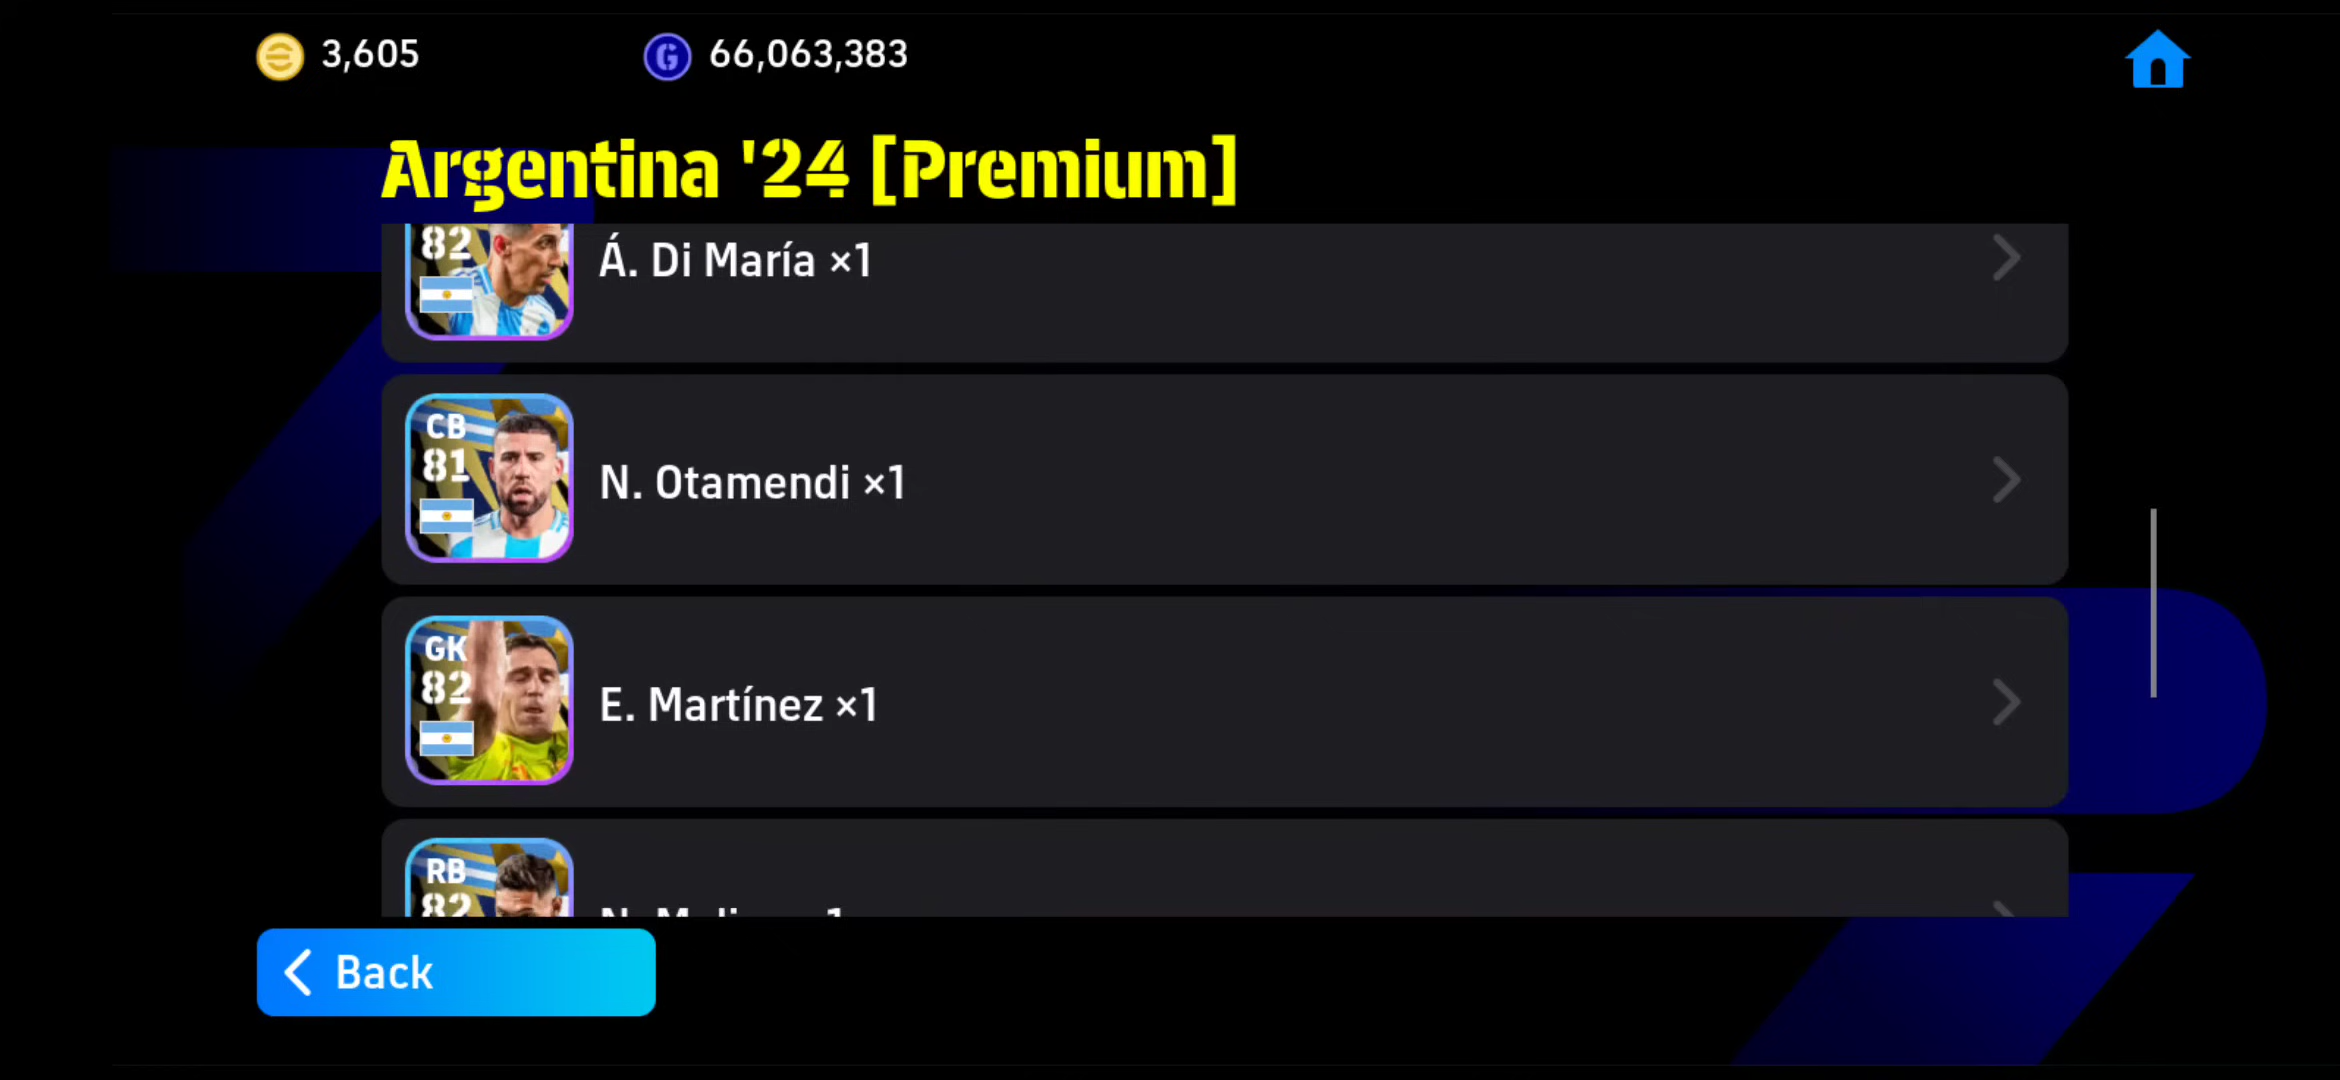 3,605
66,063,383
Argentina '24 [Premium]
82
Á. Di María ×1
CB
81
N. Otamendi ×1
GK
82
E. Martínez ×1
RB
82
Back